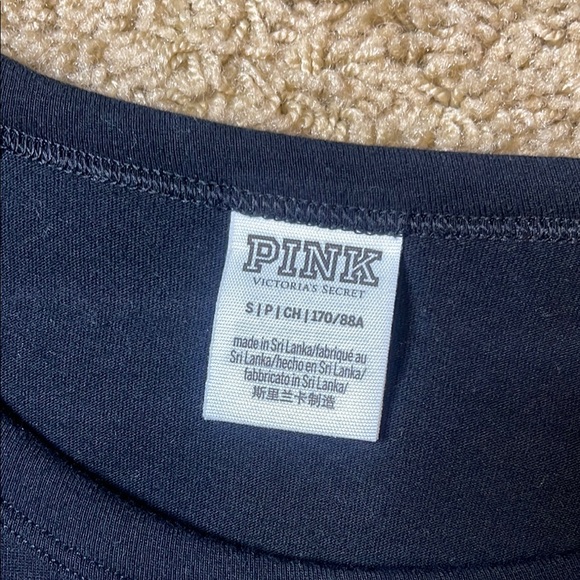 PINK
VICTORIA'S SECRET
S|P|CH|170/88A
made in Sri Lanka/fabriqué au
Sri Lanka/hecho en Sri Lanka/
fabbricato in Sri Lanka/
斯里兰卡制造